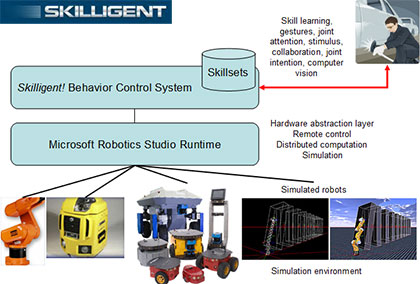 SKILLIGENT
Skill learning,
gestures, joint
attention, stimulus,
collaboration, joint
intention, computer
vision
Skillsets
Skilligent! Behavior Control System
Microsoft Robotics Studio Runtime
Hardware abstraction layer
Remote control
Distributed computation
Simulation
Simulated robots
Simulation environment